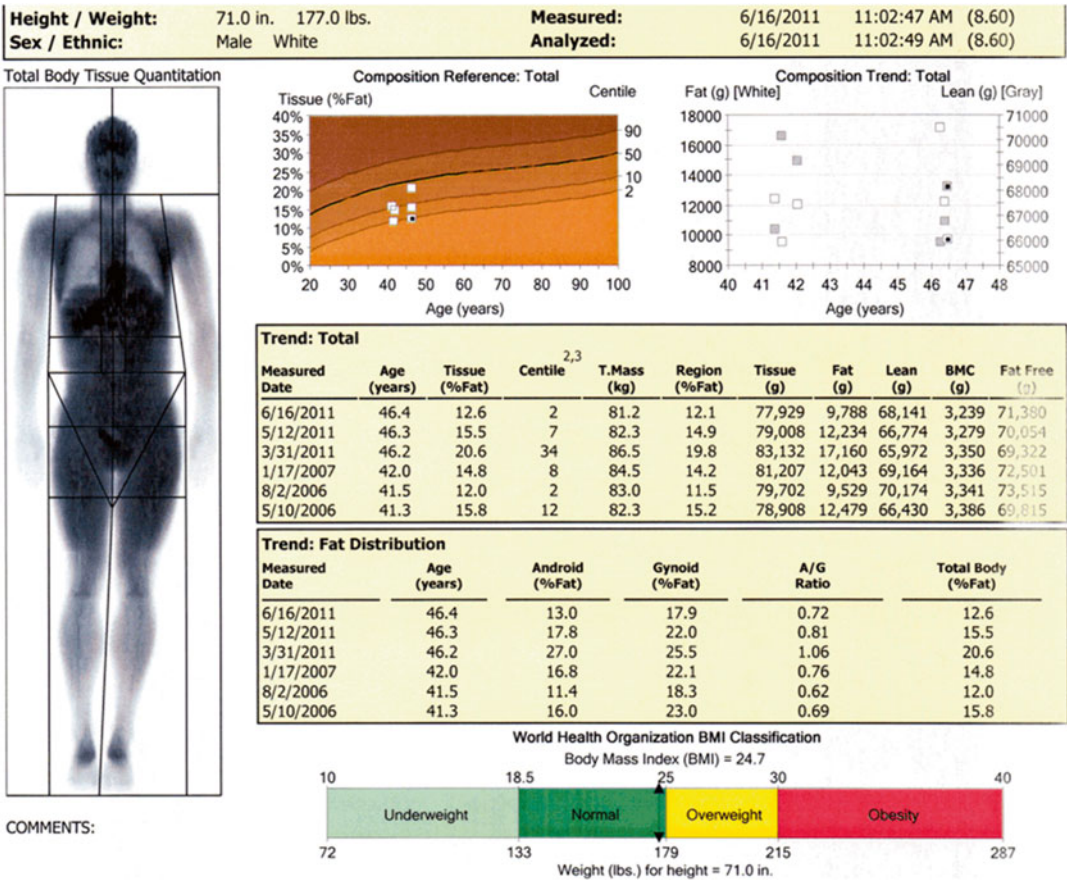 Height / Weight: 71.0 in. 177.0 lbs. Measured: 6/16/2011 11:02:47 AM (8.60)
Sex / Ethnic: Male White Analyzed: 6/16/2011 11:02:49 AM (8.60)
Total Body Tissue Quantitation
Composition Reference: Total
Tissue (%Fat) Centile
40%
35%
30%
25%
20%
15%
10%
5%
0%
90
50
10
2
20 30 40 50 60 70 80 90 100
Age (years)
Composition Trend: Total
Fat (g) [White] Lean (g) [Gray]
18000
16000
14000
12000
10000
8000
71000
70000
69000
68000
67000
66000
65000
40 41 42 43 44 45 46 47 48
Age (years)
Trend: Total
Measured Date Age (years) Tissue (%Fat) Centile 2,3 T.Mass (kg) Region (%Fat) Tissue (g) Fat (g) Lean (g) BMC (g) Fat Free (g)
6/16/2011 46.4 12.6 2 81.2 12.1 77,929 9,788 68,141 3,239 71,380
5/12/2011 46.3 15.5 7 82.3 14.9 79,008 12,234 66,774 3,279 70,054
3/31/2011 46.2 20.6 34 86.5 19.8 83,132 17,160 65,972 3,350 69,322
1/17/2007 42.0 14.8 8 84.5 14.2 81,207 12,043 69,164 3,336 72,501
8/2/2006 41.5 12.0 2 83.0 11.5 79,702 9,529 70,174 3,341 73,515
5/10/2006 41.3 15.8 12 82.3 15.2 78,908 12,479 66,430 3,386 69,815
Trend: Fat Distribution
Measured Date Age (years) Android (%Fat) Gynoid (%Fat) A/G Ratio Total Body (%Fat)
6/16/2011 46.4 13.0 17.9 0.72 12.6
5/12/2011 46.3 17.8 22.0 0.81 15.5
3/31/2011 46.2 27.0 25.5 1.06 20.6
1/17/2007 42.0 16.8 22.1 0.76 14.8
8/2/2006 41.5 11.4 18.3 0.62 12.0
5/10/2006 41.3 16.0 23.0 0.69 15.8
World Health Organization BMI Classification
Body Mass Index (BMI) = 24.7
10 18.5 25 30 40
Underweight Normal Overweight Obesity
72 133 179 215 287
Weight (lbs.) for height = 71.0 in.
COMMENTS: